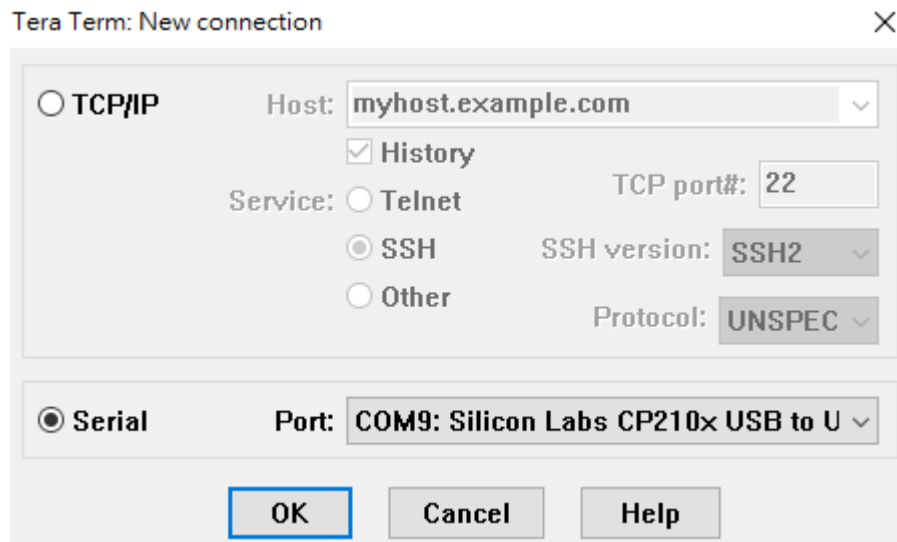 Tera Term: New connection
TCP/IP Host: myhost.example.com
History
Service: Telnet TCP port#: 22
SSH SSH version: SSH2
Other Protocol: UNSPEC
Serial Port: COM9: Silicon Labs CP210x USB to U
OK Cancel Help